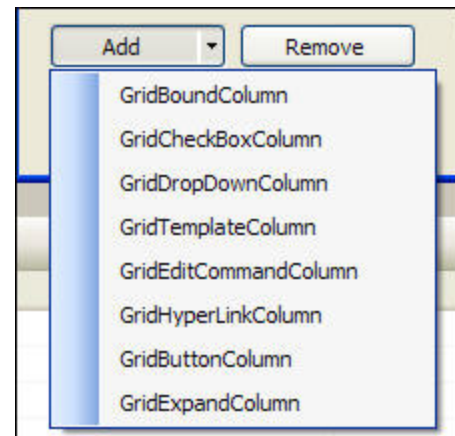 Add Remove
GridBoundColumn
GridCheckBoxColumn
GridDropDownColumn
GridTemplateColumn
GridEditCommandColumn
GridHyperLinkColumn
GridButtonColumn
GridExpandColumn